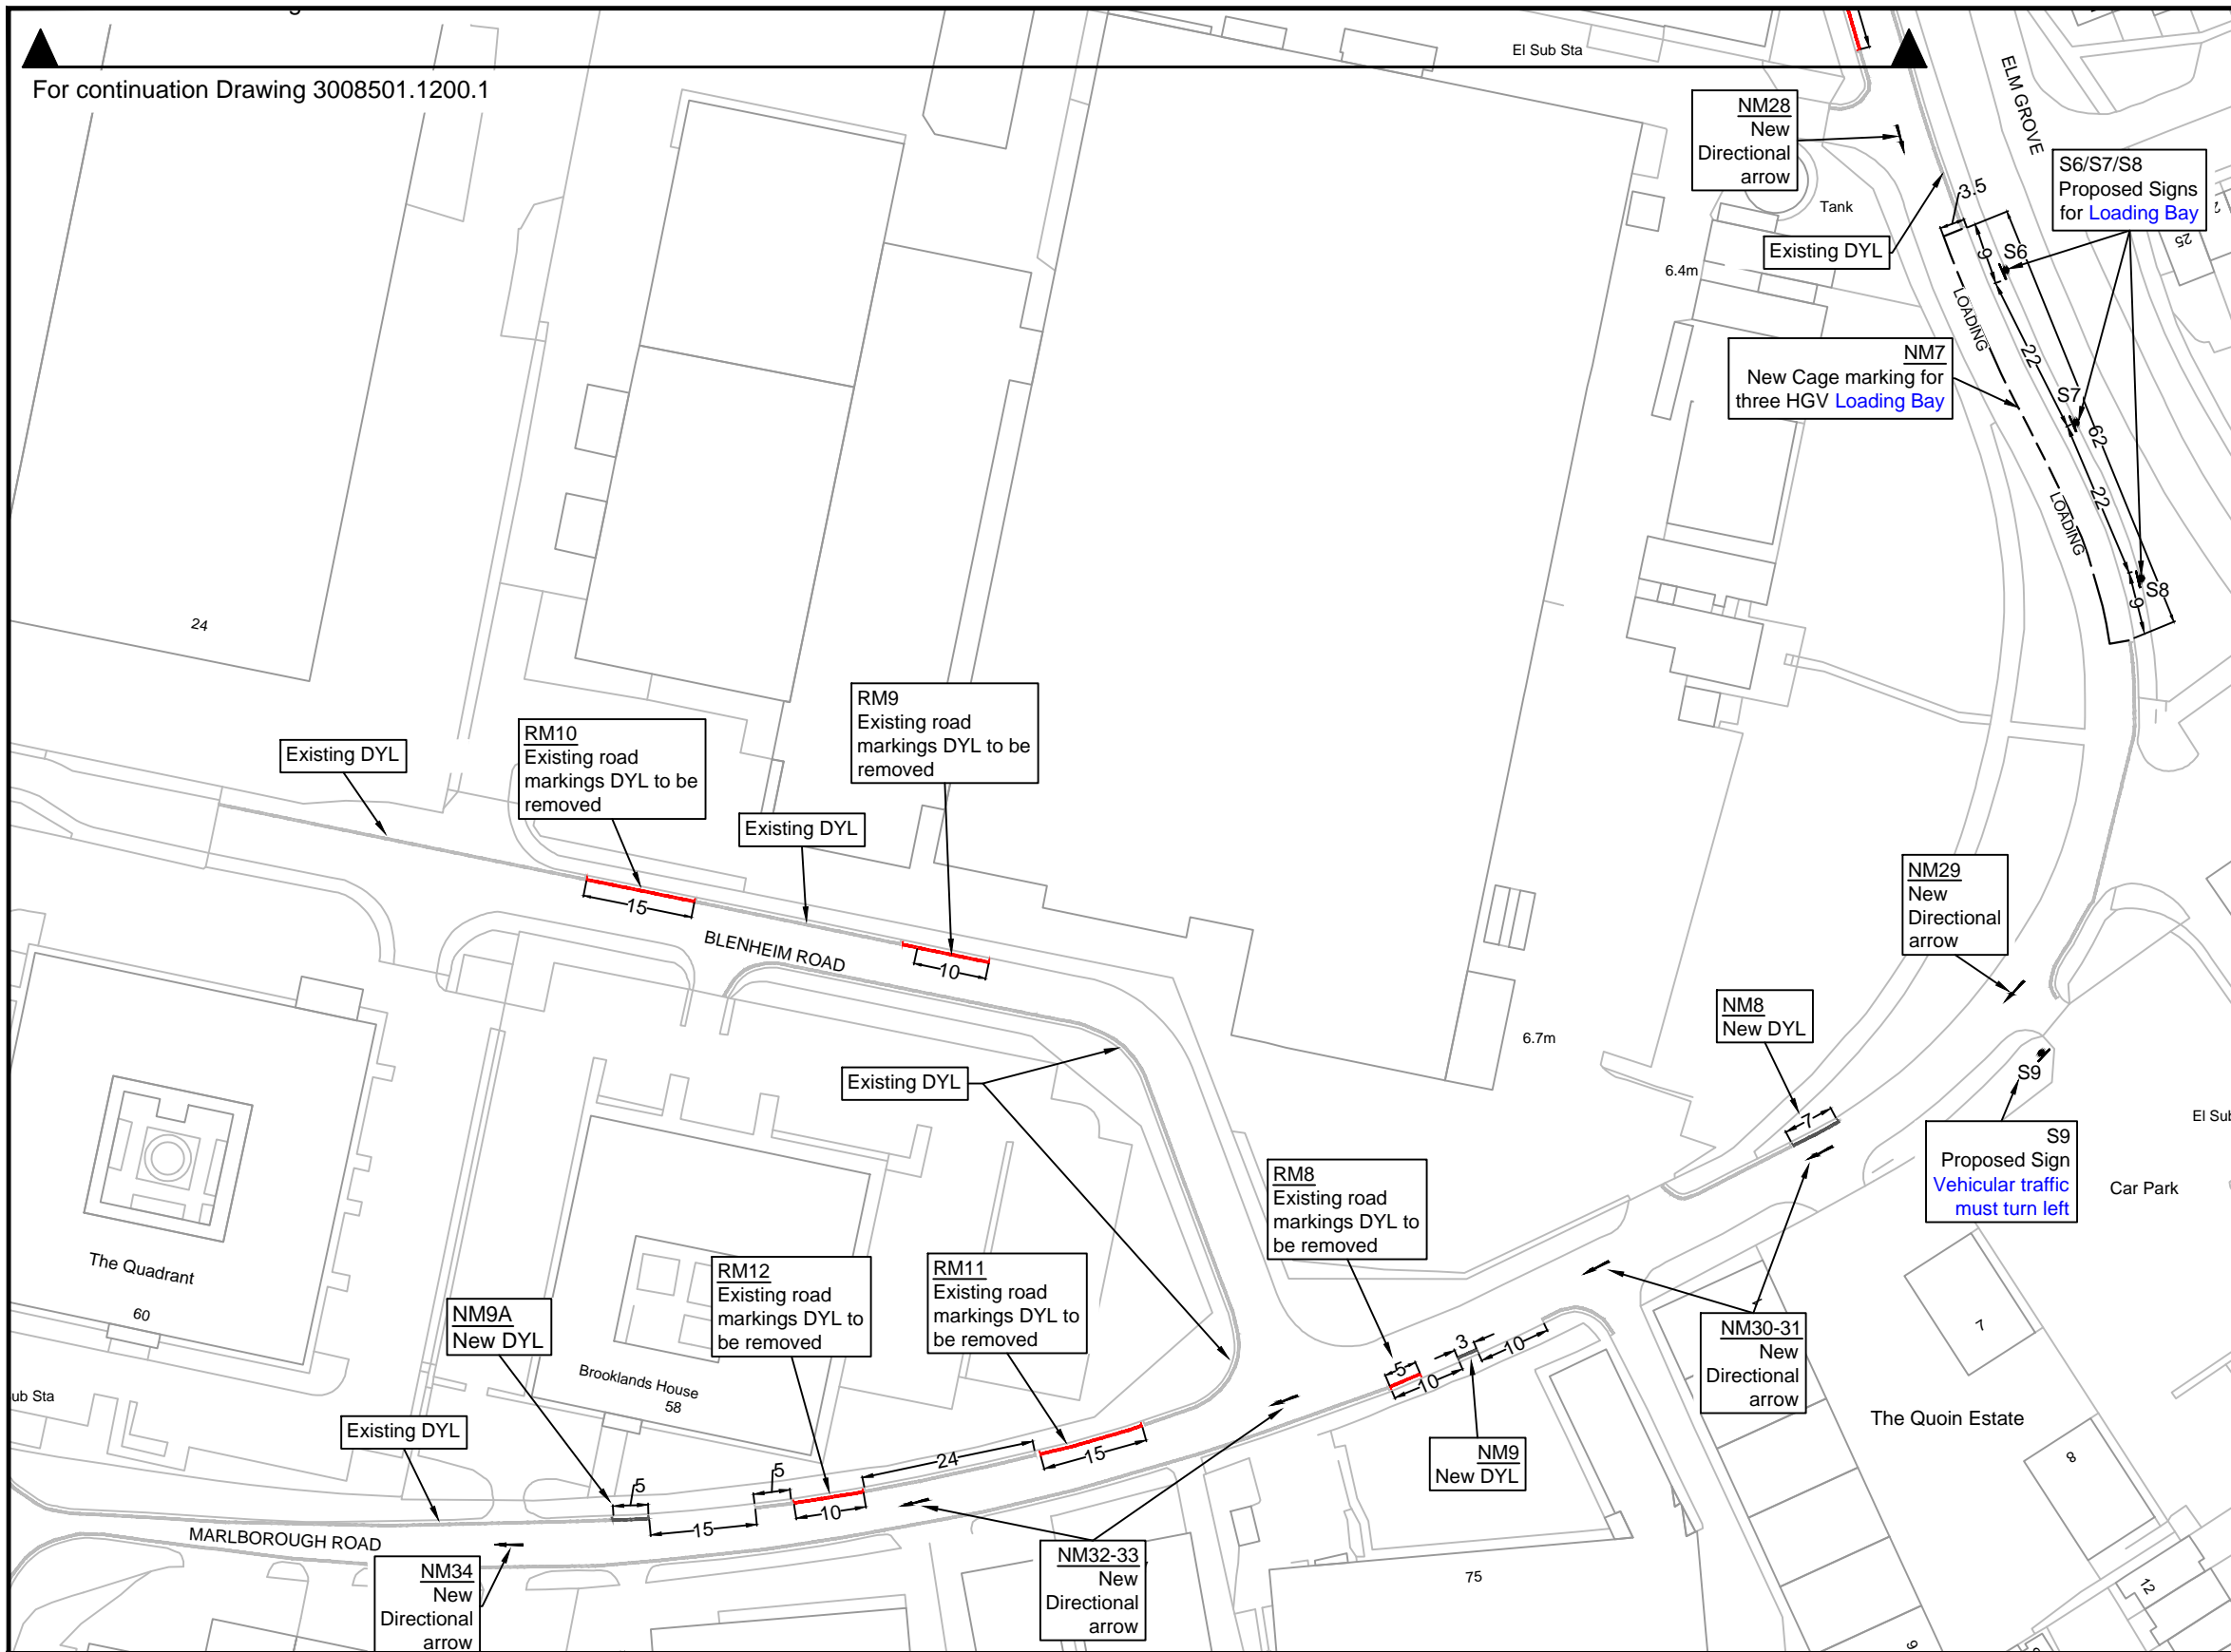 For continuation Drawing 3008501.1200.1
El Sub Sta
ELM GROVE
NM28
New
Directional
arrow
S6/S7/S8
Proposed Signs
for Loading Bay
3.5
25
Tank
Existing DYL
9
S6
6.4m
LOADING
22
NM7
New Cage marking for
three HGV Loading Bay
S7
62
22
LOADING
S8
9
24
RM9
Existing road
markings DYL to be
removed
RM10
Existing road
markings DYL to be
removed
Existing DYL
Existing DYL
15
BLENHEIM ROAD
10
NM29
New
Directional
arrow
NM8
New DYL
6.7m
Existing DYL
S9
7
El Sub
S9
Proposed Sign
Vehicular traffic
must turn left
Car Park
RM8
Existing road
markings DYL to
be removed
The Quadrant
60
RM12
Existing road
markings DYL to
be removed
RM11
Existing road
markings DYL to
be removed
NM9A
New DYL
NM30-31
New
Directional
arrow
7
3
10
5
10
Brooklands House
58
ub Sta
Existing DYL
The Quoin Estate
NM9
New DYL
24
15
5
5
10
15
8
MARLBOROUGH ROAD
NM34
New
Directional
arrow
NM32-33
New
Directional
arrow
75
12
9